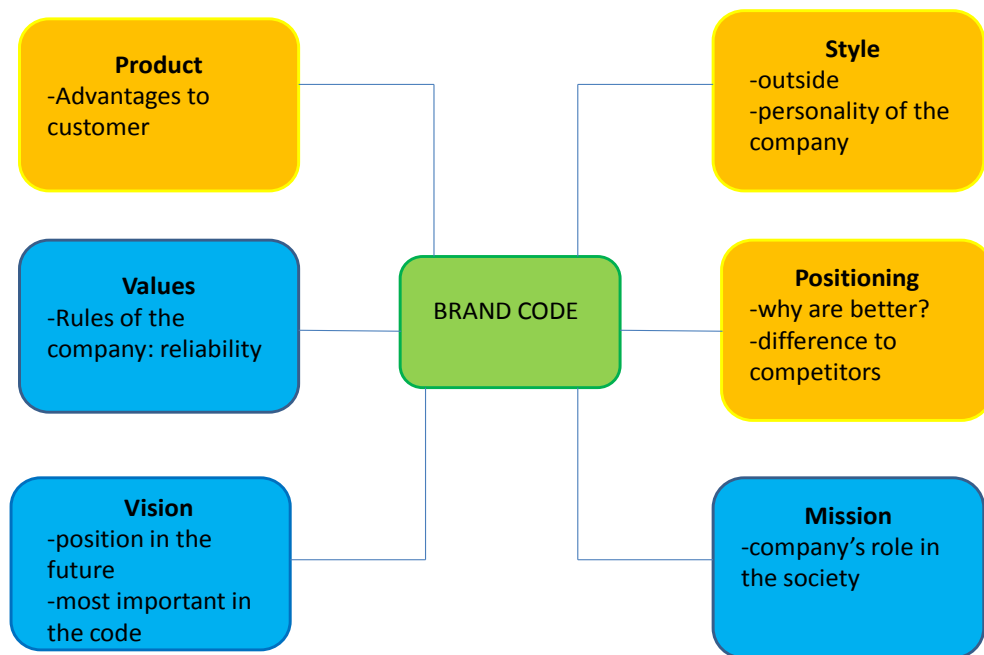 Product
-Advantages to
customer
Style
-outside
-personality of the
company
Values
-Rules of the
company: reliability
BRAND CODE
Positioning
-why are better?
-difference to
competitors
Vision
-position in the
future
-most important in
the code
Mission
-company’s role in
the society